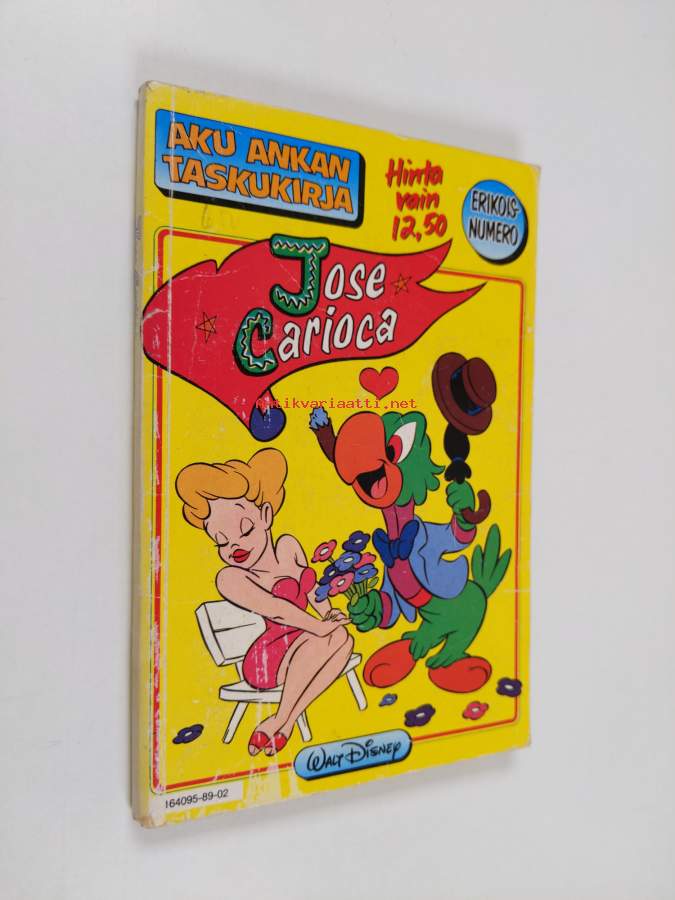 AKU ANKAN
TASKUKIRJA
Hinta
vain
12,50
ERIKOIS-
NUMERO
Jose
Carioca
antikvariaatti.net
WALT DISNEY
164095-89-02